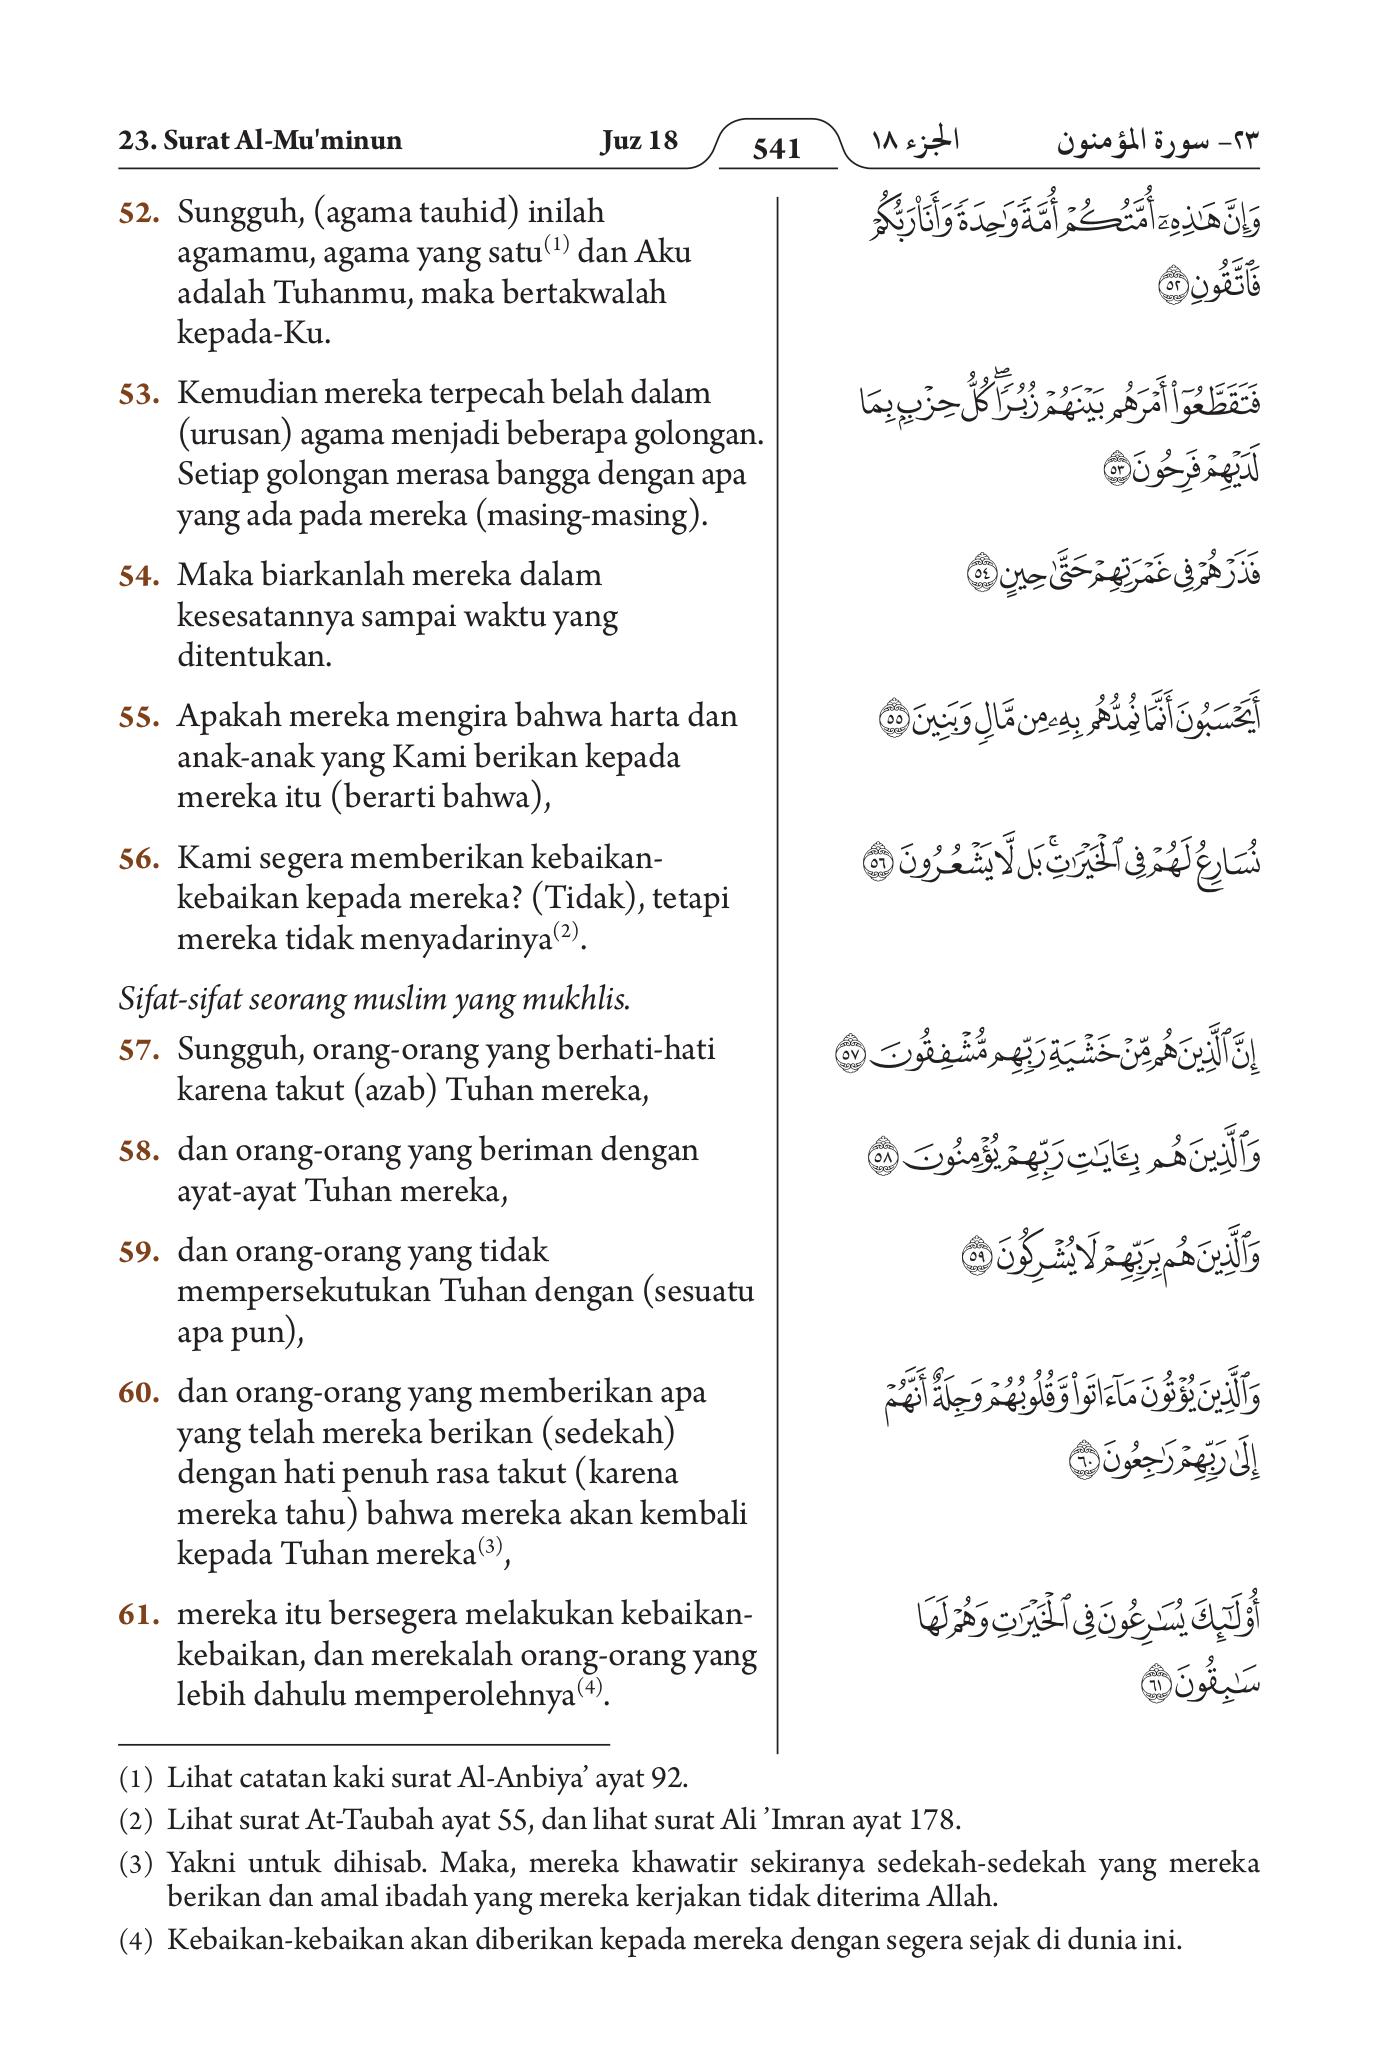 23. Surat Al-Mu'minun Juz 18 541 الجزء ١٨ ٢٣- سورة المؤمنون
52. Sungguh, (agama tauhid) inilah
agamamu, agama yang satu(1) dan Aku
adalah Tuhanmu, maka bertakwalah
kepada-Ku.
53. Kemudian mereka terpecah belah dalam
(urusan) agama menjadi beberapa golongan.
Setiap golongan merasa bangga dengan apa
yang ada pada mereka (masing-masing).
54. Maka biarkanlah mereka dalam
kesesatannya sampai waktu yang
ditentukan.
55. Apakah mereka mengira bahwa harta dan
anak-anak yang Kami berikan kepada
mereka itu (berarti bahwa),
56. Kami segera memberikan kebaikan-
kebaikan kepada mereka? (Tidak), tetapi
mereka tidak menyadarinya(2).
Sifat-sifat seorang muslim yang mukhlis.
57. Sungguh, orang-orang yang berhati-hati
karena takut (azab) Tuhan mereka,
58. dan orang-orang yang beriman dengan
ayat-ayat Tuhan mereka,
59. dan orang-orang yang tidak
mempersekutukan Tuhan dengan (sesuatu
apa pun),
60. dan orang-orang yang memberikan apa
yang telah mereka berikan (sedekah)
dengan hati penuh rasa takut (karena
mereka tahu) bahwa mereka akan kembali
kepada Tuhan mereka(3),
61. mereka itu bersegera melakukan kebaikan-
kebaikan, dan merekalah orang-orang yang
lebih dahulu memperolehnya(4).
وَإِنَّ هَـٰذِهِۦٓ أُمَّتُكُمۡ أُمَّةٗ وَٰحِدَةٗ وَأَنَا۠ رَبُّكُمۡ
فَٱتَّقُونِ ٥٢
فَتَقَطَّعُوٓاْ أَمۡرَهُم بَيۡنَهُمۡ زُبُرٗاۖ كُلُّ حِزۡبِۭ بِمَا
لَدَيۡهِمۡ فَرِحُونَ ٥٣
فَذَرۡهُمۡ فِي غَمۡرَتِهِمۡ حَتَّىٰ حِينٍ ٥٤
أَيَحۡسَبُونَ أَنَّمَا نُمِدُّهُم بِهِۦ مِن مَّالٖ وَبَنِينَ ٥٥
نُسَارِعُ لَهُمۡ فِي ٱلۡخَيۡرَٰتِۚ بَل لَّا يَشۡعُرُونَ ٥٦
إِنَّ ٱلَّذِينَ هُم مِّنۡ خَشۡيَةِ رَبِّهِم مُّشۡفِقُونَ ٥٧
وَٱلَّذِينَ هُم بِـَٔايَٰتِ رَبِّهِمۡ يُؤۡمِنُونَ ٥٨
وَٱلَّذِينَ هُم بِرَبِّهِمۡ لَا يُشۡرِكُونَ ٥٩
وَٱلَّذِينَ يُؤۡتُونَ مَآ ءَاتَواْ وَّقُلُوبُهُمۡ وَجِلَةٌ أَنَّهُمۡ
إِلَىٰ رَبِّهِمۡ رَٰجِعُونَ ٦٠
أُوْلَـٰٓئِكَ يُسَٰرِعُونَ فِي ٱلۡخَيۡرَٰتِ وَهُمۡ لَهَا
سَٰبِقُونَ ٦١
(1) Lihat catatan kaki surat Al-Anbiya’ ayat 92.
(2) Lihat surat At-Taubah ayat 55, dan lihat surat Ali ’Imran ayat 178.
(3) Yakni untuk dihisab. Maka, mereka khawatir sekiranya sedekah-sedekah yang mereka
berikan dan amal ibadah yang mereka kerjakan tidak diterima Allah.
(4) Kebaikan-kebaikan akan diberikan kepada mereka dengan segera sejak di dunia ini.